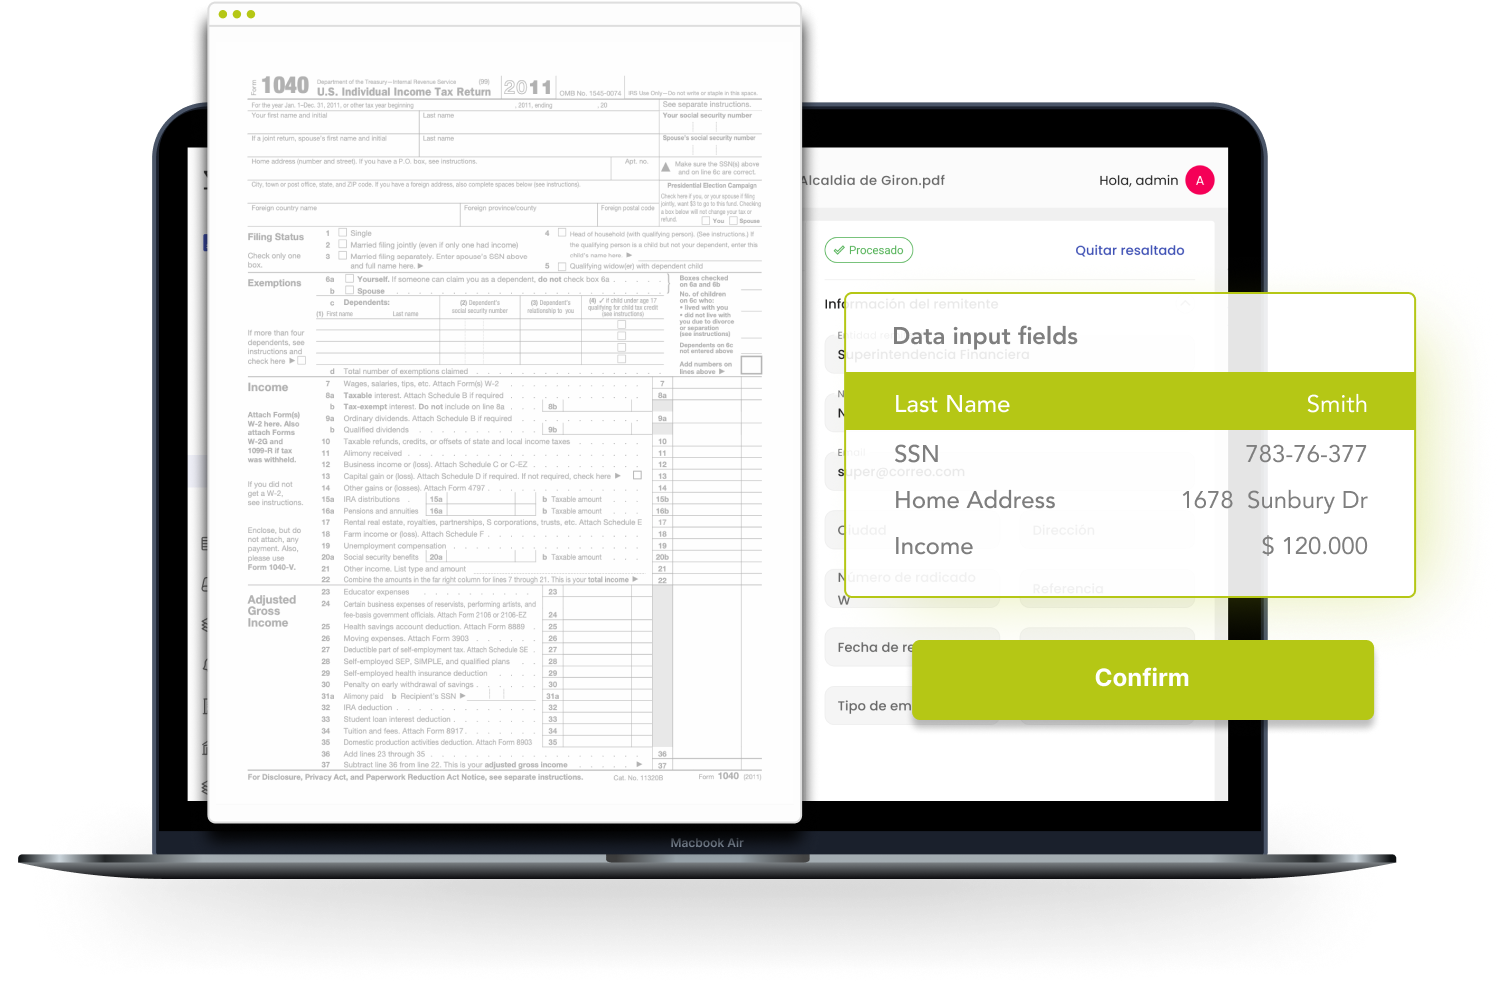 Form 1040
Department of the Treasury—Internal Revenue Service (99)
U.S. Individual Income Tax Return
2011
OMB No. 1545-0074
IRS Use Only—Do not write or staple in this space.
For the year Jan. 1–Dec. 31, 2011, or other tax year beginning , 2011, ending , 20
See separate instructions.
Your first name and initial
Last name
Your social security number
If a joint return, spouse's first name and initial
Last name
Spouse's social security number
Home address (number and street). If you have a P.O. box, see instructions.
Apt. no.
Make sure the SSN(s) above
and on line 6c are correct.
City, town or post office, state, and ZIP code. If you have a foreign address, also complete spaces below (see instructions).
Presidential Election Campaign
Check here if you, or your spouse if filing
jointly, want $3 to go to this fund. Checking
a box below will not change your tax or
refund. You Spouse
Foreign country name
Foreign province/county
Foreign postal code
Filing Status
Check only one
box.
1 Single
2 Married filing jointly (even if only one had income)
3 Married filing separately. Enter spouse's SSN above
and full name here. ▶
4 Head of household (with qualifying person). (See instructions.) If
the qualifying person is a child but not your dependent, enter this
child's name here ▶
5 Qualifying widow(er) with dependent child
Exemptions
6a Yourself. If someone can claim you as a dependent, do not check box 6a
b Spouse
c Dependents:
(1) First name Last name
(2) Dependent's
social security number
(3) Dependent's
relationship to you
(4) ✓ if child under age 17
qualifying for child tax credit
(see instructions)
If more than four
dependents, see
instructions and
check here ▶
d Total number of exemptions claimed
Boxes checked
on 6a and 6b
No. of children
on 6c who:
• lived with you
• did not live with
you due to divorce
or separation
(see instructions)
Dependents on 6c
not entered above
Add numbers on
lines above ▶
Income
Attach Form(s)
W-2 here. Also
attach Forms
W-2G and
1099-R if tax
was withheld.
If you did not
get a W-2,
see instructions.
Enclose, but do
not attach, any
payment. Also,
please use
Form 1040-V.
7 Wages, salaries, tips, etc. Attach Form(s) W-2 7
8a Taxable interest. Attach Schedule B if required 8a
b Tax-exempt interest. Do not include on line 8a 8b
9a Ordinary dividends. Attach Schedule B if required 9a
b Qualified dividends 9b
10 Taxable refunds, credits, or offsets of state and local income taxes 10
11 Alimony received 11
12 Business income or (loss). Attach Schedule C or C-EZ 12
13 Capital gain or (loss). Attach Schedule D if required. If not required, check here ▶ 13
14 Other gains or (losses). Attach Form 4797 14
15a IRA distributions 15a b Taxable amount 15b
16a Pensions and annuities 16a b Taxable amount 16b
17 Rental real estate, royalties, partnerships, S corporations, trusts, etc. Attach Schedule E 17
18 Farm income or (loss). Attach Schedule F 18
19 Unemployment compensation 19
20a Social security benefits 20a b Taxable amount 20b
21 Other income. List type and amount 21
22 Combine the amounts in the far right column for lines 7 through 21. This is your total income ▶ 22
Adjusted
Gross
Income
23 Educator expenses 23
24 Certain business expenses of reservists, performing artists, and
fee-basis government officials. Attach Form 2106 or 2106-EZ 24
25 Health savings account deduction. Attach Form 8889 25
26 Moving expenses. Attach Form 3903 26
27 Deductible part of self-employment tax. Attach Schedule SE 27
28 Self-employed SEP, SIMPLE, and qualified plans 28
29 Self-employed health insurance deduction 29
30 Penalty on early withdrawal of savings 30
31a Alimony paid b Recipient's SSN ▶ 31a
32 IRA deduction 32
33 Student loan interest deduction 33
34 Tuition and fees. Attach Form 8917 34
35 Domestic production activities deduction. Attach Form 8903 35
36 Add lines 23 through 35 36
37 Subtract line 36 from line 22. This is your adjusted gross income ▶ 37
For Disclosure, Privacy Act, and Paperwork Reduction Act Notice, see separate instructions.
Cat. No. 11320B
Form 1040 (2011)
Alcaldia de Giron.pdf
Hola, admin
A
Procesado
Quitar resaltado
Información del remitente
Superintendencia Financiera
Email
super@correo.com
Ciudad
Dirección
Número de radicado
W
Referencia
Fecha de re
Tipo de em
Data input fields
Last Name Smith
SSN 783-76-377
Home Address 1678 Sunbury Dr
Income $ 120.000
Confirm
Macbook Air